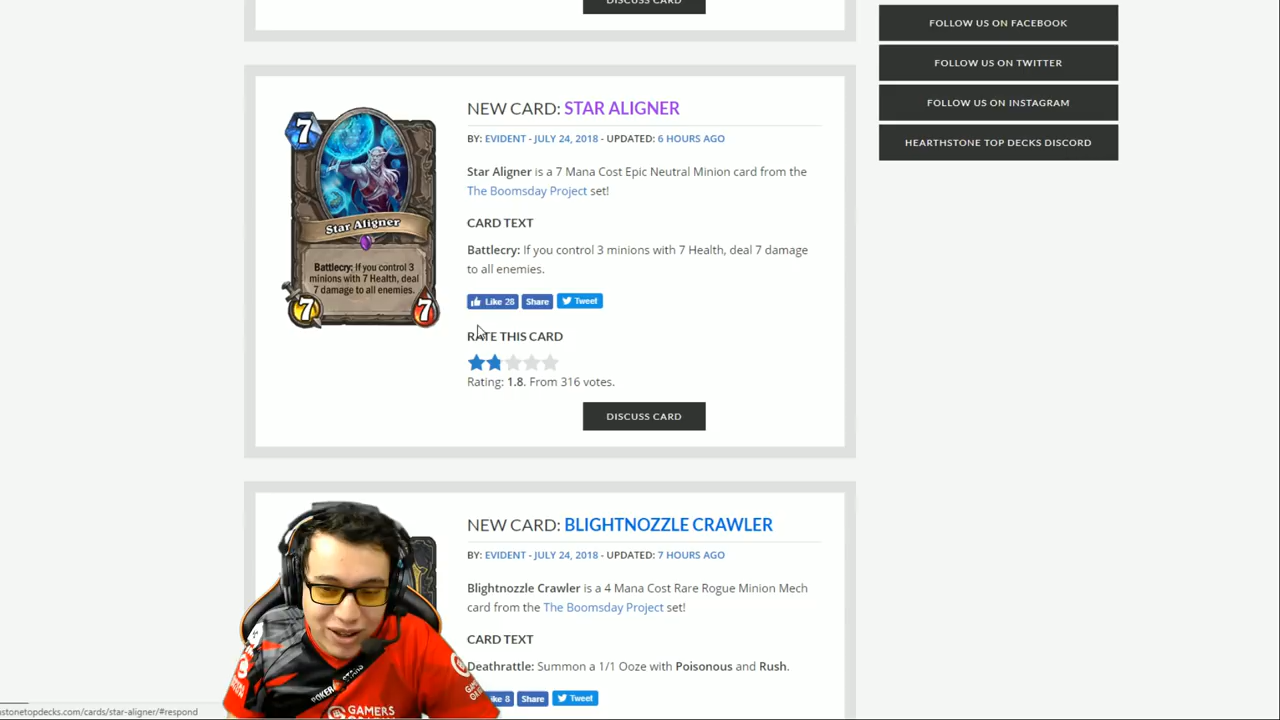 DISCUSS CARD
FOLLOW US ON FACEBOOK
FOLLOW US ON TWITTER
FOLLOW US ON INSTAGRAM
HEARTHSTONE TOP DECKS DISCORD
7
Star Aligner
Battlecry: If you control 3
minions with 7 Health, deal
7 damage to all enemies.
7
7
NEW CARD: STAR ALIGNER
BY: EVIDENT - JULY 24, 2018 - UPDATED: 6 HOURS AGO
Star Aligner is a 7 Mana Cost Epic Neutral Minion card from the
The Boomsday Project set!
CARD TEXT
Battlecry: If you control 3 minions with 7 Health, deal 7 damage
to all enemies.
Like 28 Share Tweet
RATE THIS CARD
Rating: 1.8. From 316 votes.
DISCUSS CARD
NEW CARD: BLIGHTNOZZLE CRAWLER
BY: EVIDENT - JULY 24, 2018 - UPDATED: 7 HOURS AGO
Blightnozzle Crawler is a 4 Mana Cost Rare Rogue Minion Mech
card from the The Boomsday Project set!
CARD TEXT
Deathrattle: Summon a 1/1 Ooze with Poisonous and Rush.
ke 8 Share Tweet
POKER STARS
GAMERS
stonetopdecks.com/cards/star-aligner/#respond